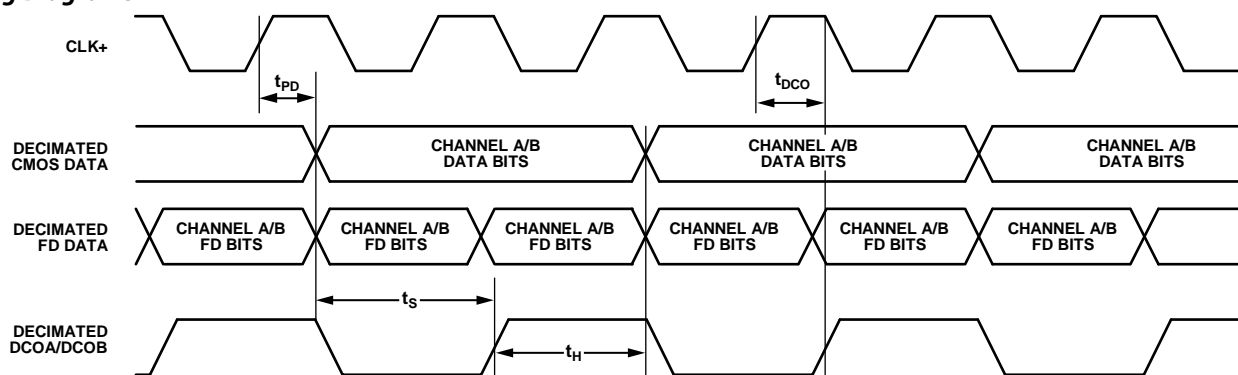 CLK+
tPD
tDCO
DECIMATED
CMOS DATA
CHANNEL A/B
DATA BITS
CHANNEL A/B
DATA BITS
CHANNEL A/B
DATA BITS
DECIMATED
FD DATA
CHANNEL A/B
FD BITS
CHANNEL A/B
FD BITS
CHANNEL A/B
FD BITS
CHANNEL A/B
FD BITS
CHANNEL A/B
FD BITS
CHANNEL A/B
FD BITS
tS
DECIMATED
DCOA/DCOB
tH